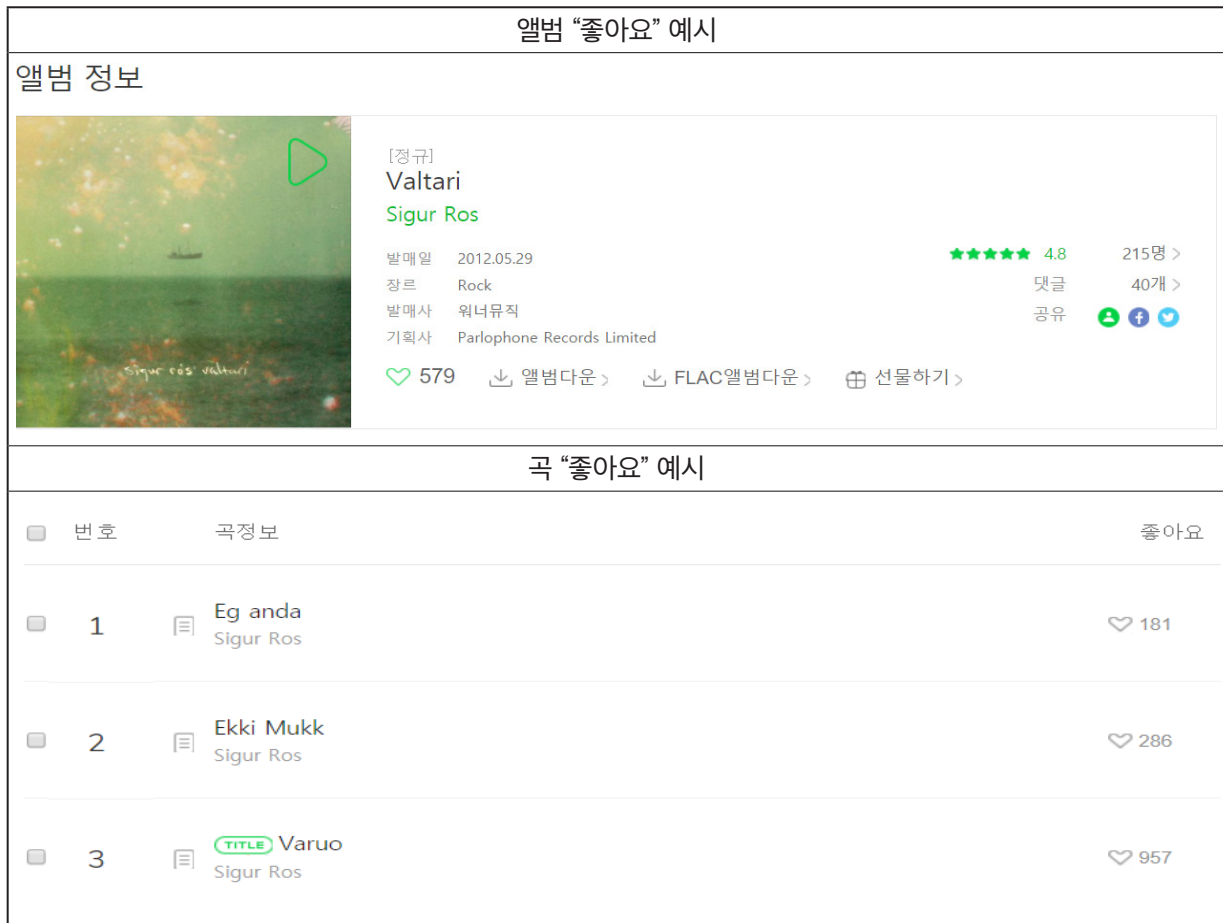 앨범 “좋아요” 예시
앨범 정보
[정규]
Valtari
Sigur Ros
발매일 2012.05.29
장르 Rock
발매사 워너뮤직
기획사 Parlophone Records Limited
4.8 215명 >
댓글 40개 >
공유
579 앨범다운 > FLAC앨범다운 > 선물하기 >
sigur rós valtari
곡 “좋아요” 예시
번호 곡정보 좋아요
1 Eg anda 181
Sigur Ros
2 Ekki Mukk 286
Sigur Ros
3 TITLE Varuo 957
Sigur Ros